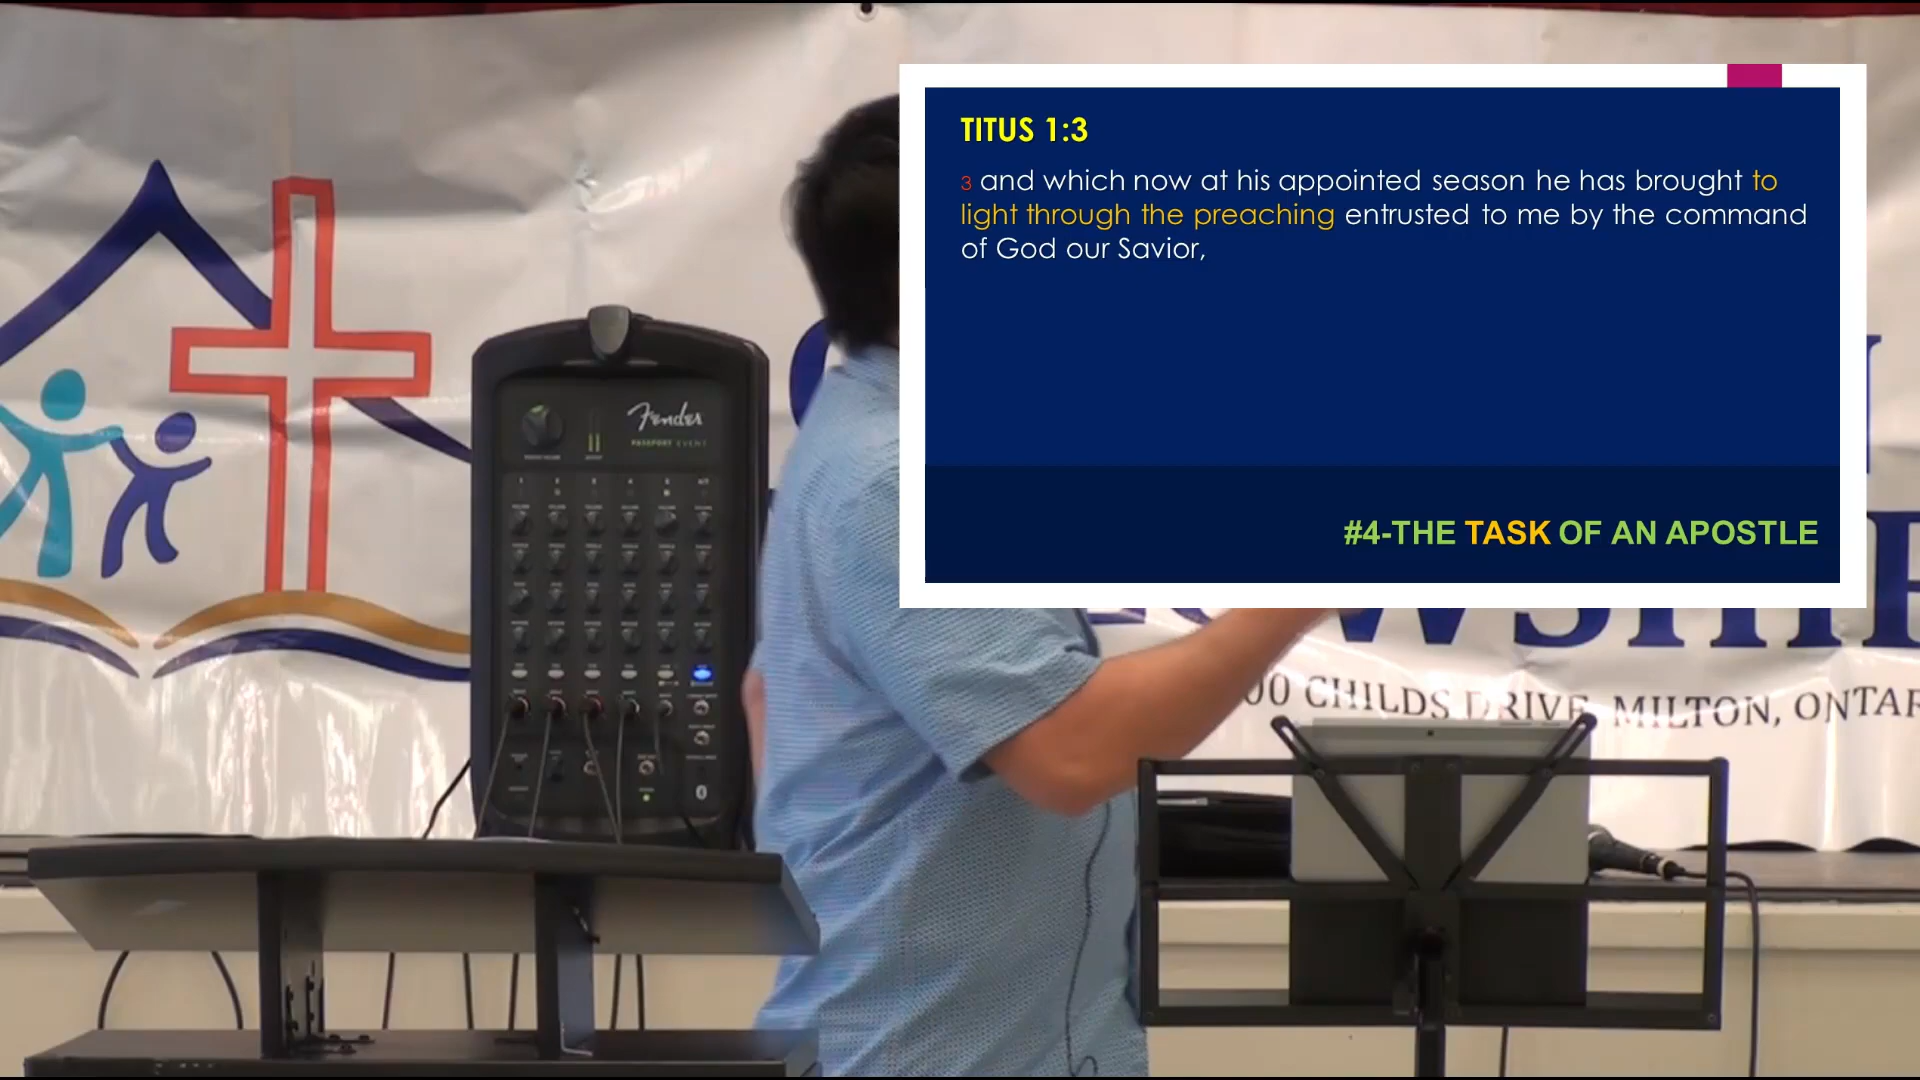 TITUS 1:3
3 and which now at his appointed season he has brought to
light through the preaching entrusted to me by the command
of God our Savior,
#4-THE TASK OF AN APOSTLE
Fender
PASSPORT EVENT
00 CHILDS DRIVE, MILTON, ONTAR